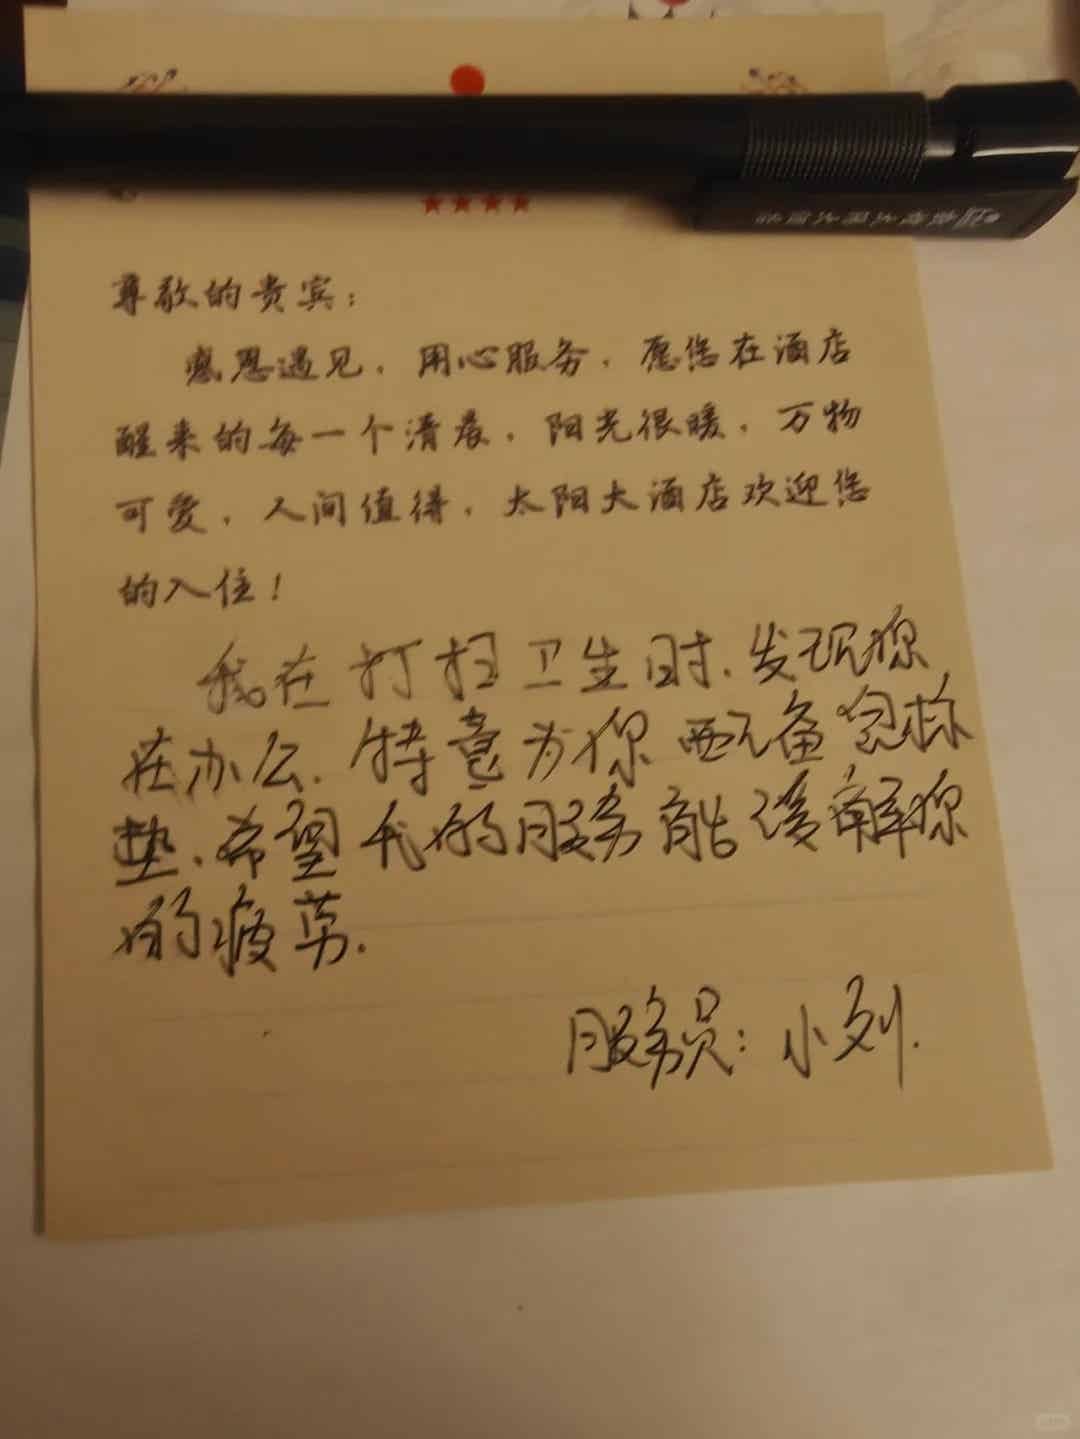 尊敬的贵宾：
感恩遇见，用心服务，愿您在酒店
醒来的每一个清晨，阳光很暖，万物
可爱，人间值得，太阳大酒店欢迎您
的入住！
我在打扫卫生时，发现你
在办公，特意为你配备
垫，希望我的服务能缓解你
的疲劳.
服务员：小刘.